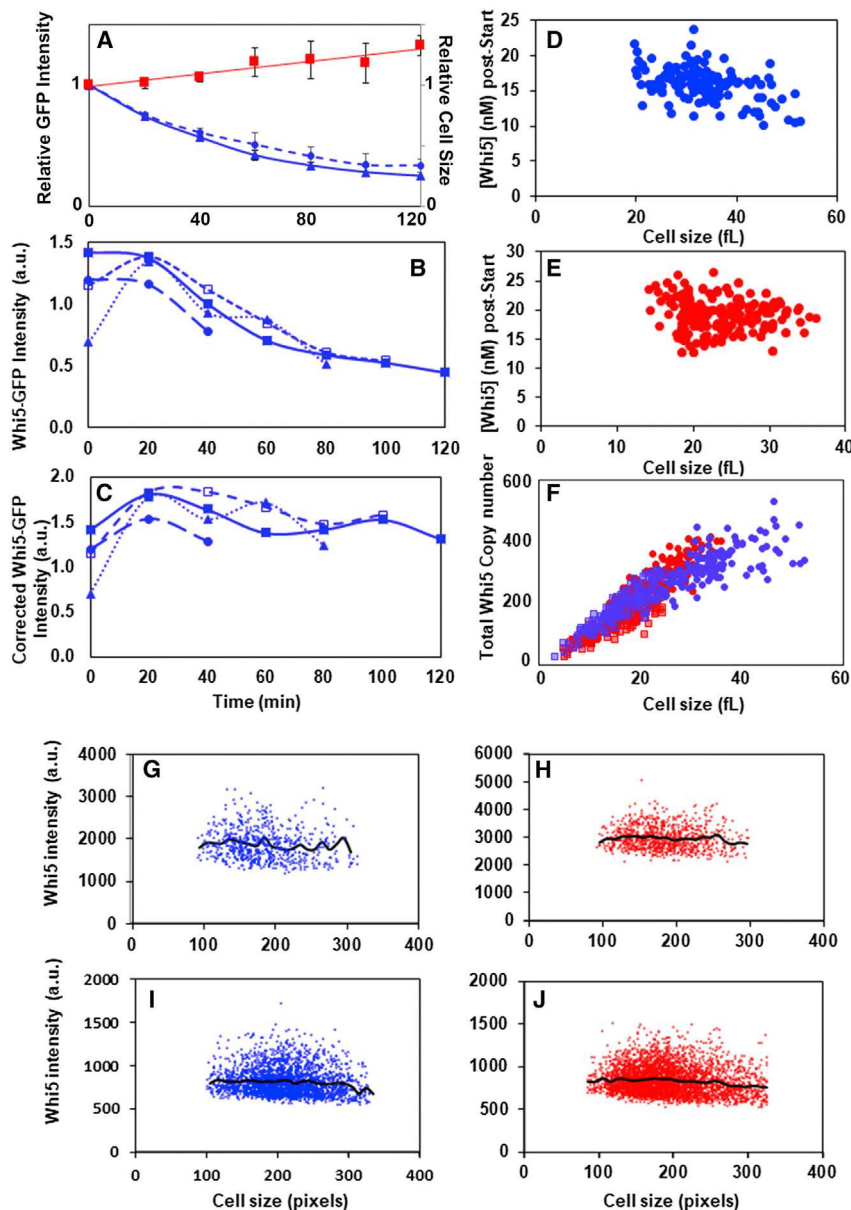 A
Relative GFP Intensity
1
0
Relative Cell Size
1
0
0 40 80 120
B
Whi5-GFP Intensity (a.u.)
1.5
1.0
0.5
0.0
0 20 40 60 80 100 120
C
Corrected Whi5-GFP
Intensity (a.u.)
2.0
1.5
1.0
0.5
0.0
0 20 40 60 80 100 120
Time (min)
D
[Whi5] (nM) post-Start
25
20
15
10
5
0
0 20 40 60
Cell size (fL)
E
[Whi5] (nM) post-Start
30
25
20
15
10
5
0
0 10 20 30 40
Cell size (fL)
F
Total Whi5 Copy number
600
400
200
0
0 20 40 60
Cell size (fL)
G
Whi5 intensity (a.u.)
4000
3000
2000
1000
0
0 100 200 300 400
H
6000
5000
4000
3000
2000
1000
0
0 100 200 300 400
I
Whi5 intensity (a.u.)
2000
1500
1000
500
0
0 100 200 300 400
Cell size (pixels)
J
2000
1500
1000
500
0
0 100 200 300 400
Cell size (pixels)